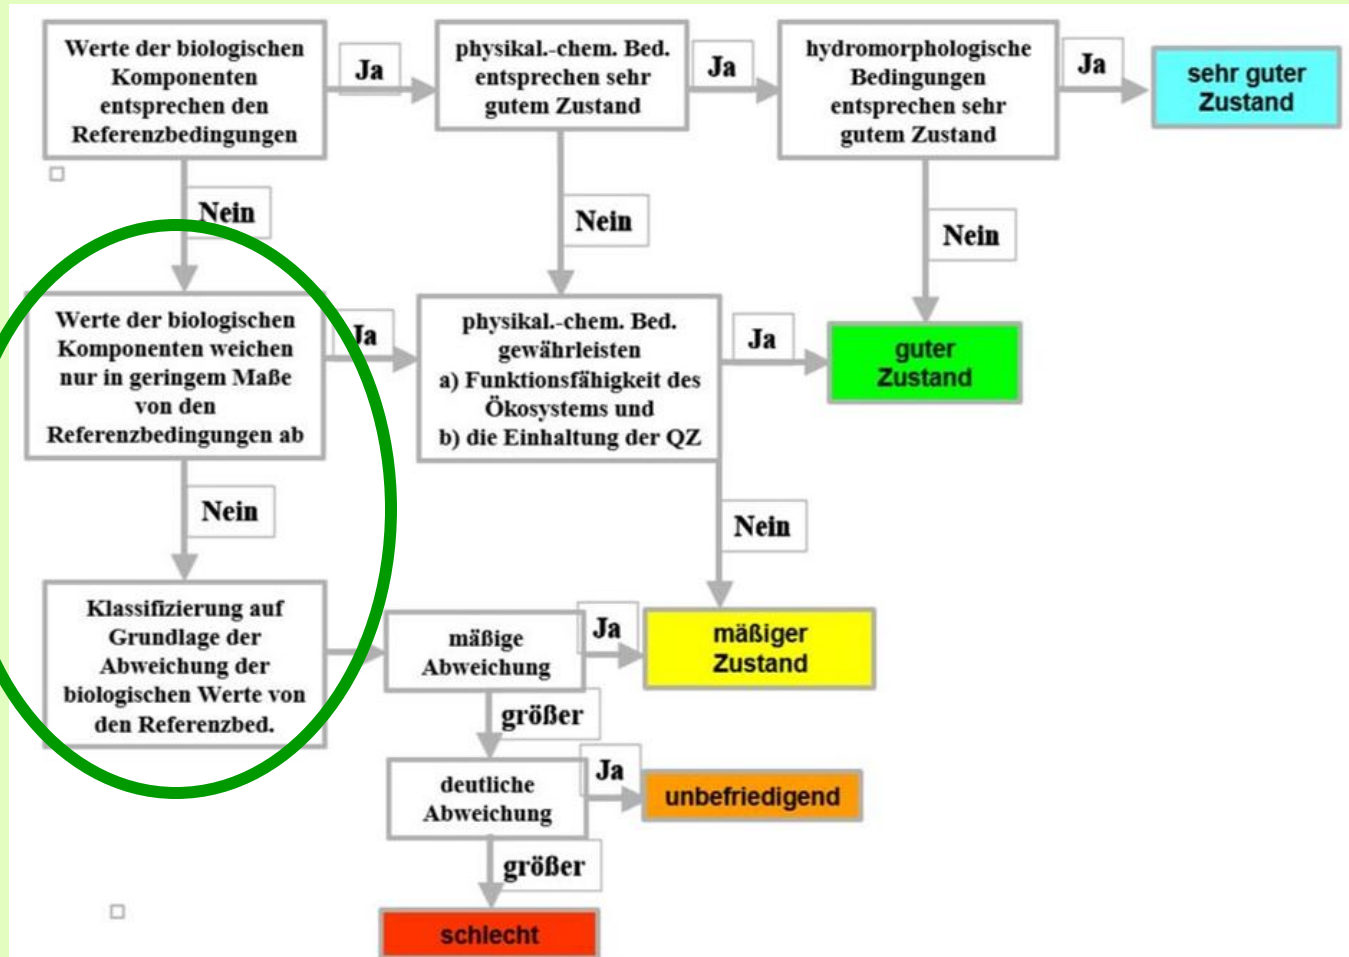 Werte der biologischen
Komponenten
entsprechen den
Referenzbedingungen
Ja
physikal.-chem. Bed.
entsprechen sehr
gutem Zustand
Ja
hydromorphologische
Bedingungen
entsprechen sehr
gutem Zustand
Ja
sehr guter
Zustand
Nein
Nein
Nein
Werte der biologischen
Komponenten weichen
nur in geringem Maße
von den
Referenzbedingungen ab
Ja
physikal.-chem. Bed.
gewährleisten
a) Funktionsfähigkeit des
Ökosystems und
b) die Einhaltung der QZ
Ja
guter
Zustand
Nein
Nein
Klassifizierung auf
Grundlage der
Abweichung der
biologischen Werte von
den Referenzbed.
mäßige
Abweichung
Ja
mäßiger
Zustand
größer
deutliche
Abweichung
Ja
unbefriedigend
größer
schlecht